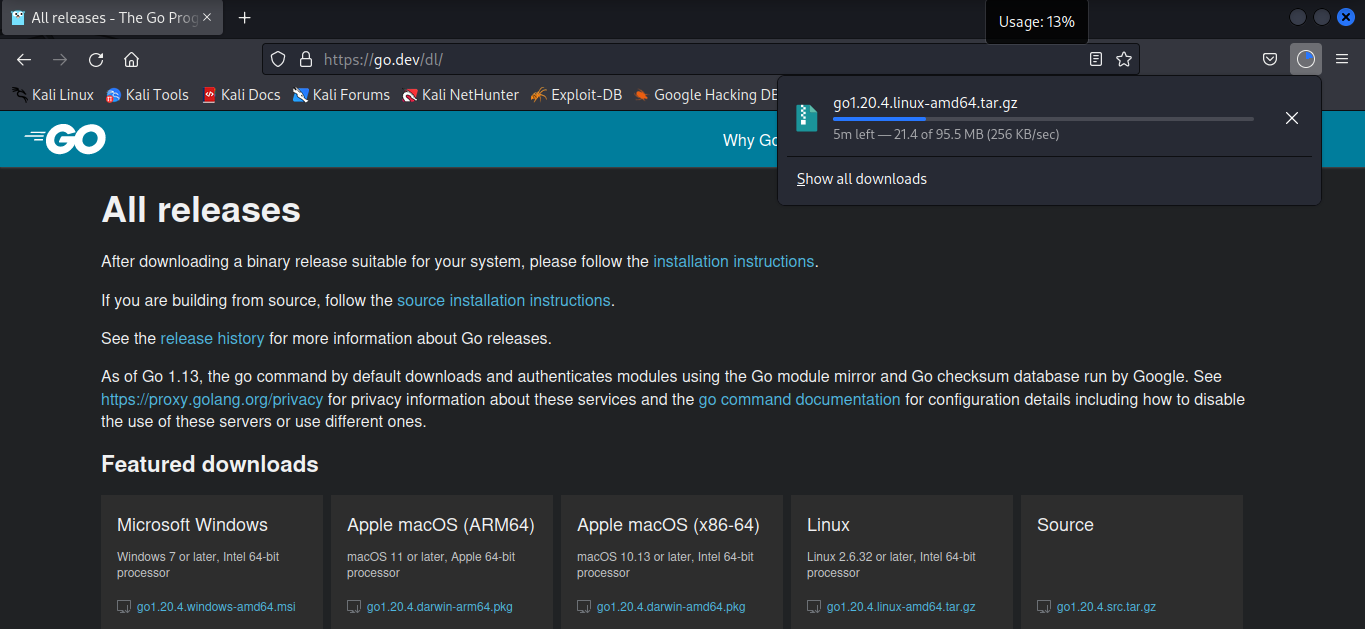 All releases - The Go Prog
Usage: 13%
https://go.dev/dl/
Kali Linux Kali Tools Kali Docs Kali Forums Kali NetHunter Exploit-DB Google Hacking DB
go1.20.4.linux-amd64.tar.gz
5m left — 21.4 of 95.5 MB (256 KB/sec)
Show all downloads
GO
Why Go
All releases
After downloading a binary release suitable for your system, please follow the installation instructions.
If you are building from source, follow the source installation instructions.
See the release history for more information about Go releases.
As of Go 1.13, the go command by default downloads and authenticates modules using the Go module mirror and Go checksum database run by Google. See
https://proxy.golang.org/privacy for privacy information about these services and the go command documentation for configuration details including how to disable
the use of these servers or use different ones.
Featured downloads
Microsoft Windows
Windows 7 or later, Intel 64-bit
processor
go1.20.4.windows-amd64.msi
Apple macOS (ARM64)
macOS 11 or later, Apple 64-bit
processor
go1.20.4.darwin-arm64.pkg
Apple macOS (x86-64)
macOS 10.13 or later, Intel 64-bit
processor
go1.20.4.darwin-amd64.pkg
Linux
Linux 2.6.32 or later, Intel 64-bit
processor
go1.20.4.linux-amd64.tar.gz
Source
go1.20.4.src.tar.gz